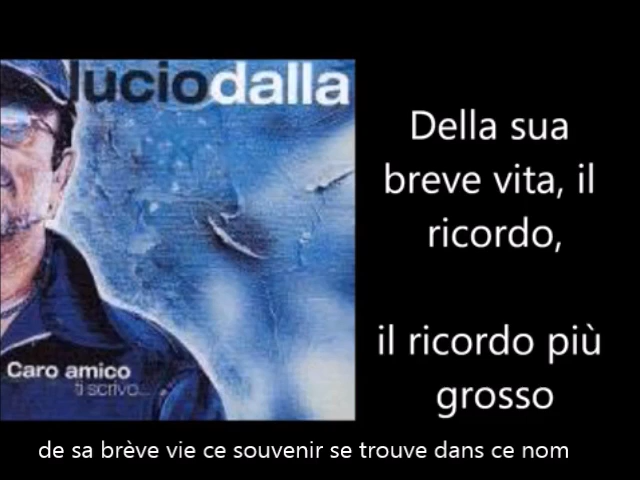 luciodalla
Della sua
breve vita, il
ricordo,
il ricordo più
grosso
Caro amico
ti scrivo...
de sa brève vie ce souvenir se trouve dans ce nom